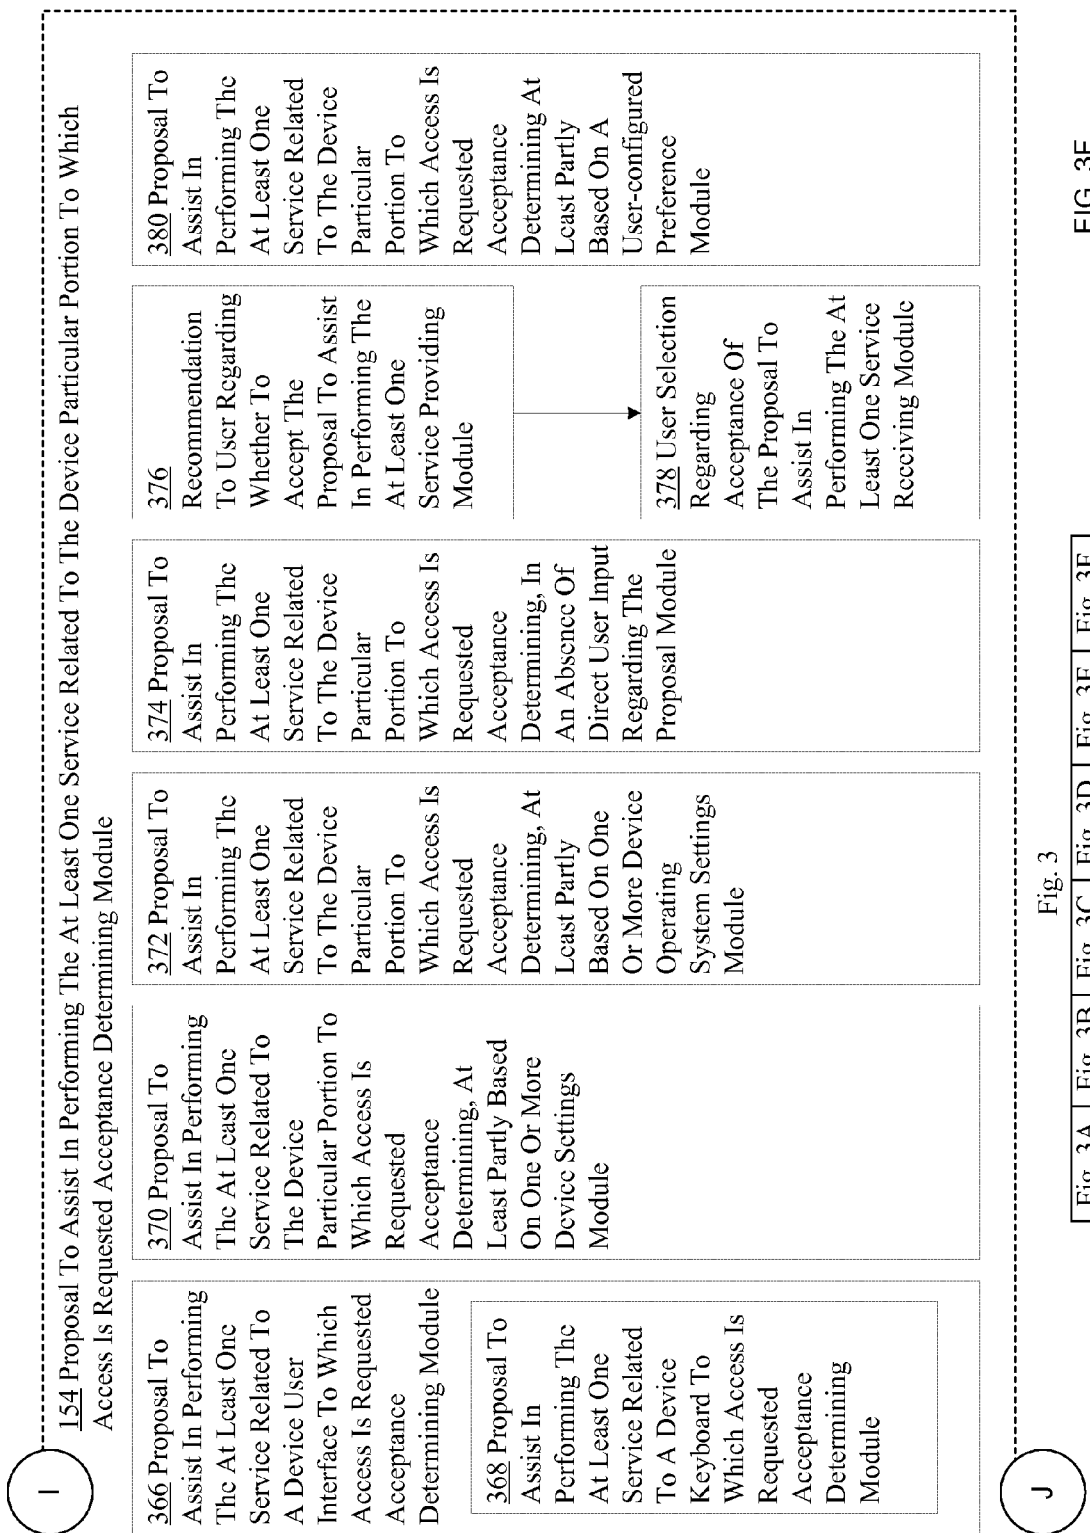 I
154 Proposal To Assist In Performing The At Least One Service Related To The Device Particular Portion To Which
Access Is Requested Acceptance Determining Module
366 Proposal To
Assist In Performing
The At Least One
Service Related To
A Device User
Interface To Which
Access Is Requested
Acceptance
Determining Module
368 Proposal To
Assist In
Performing The
At Least One
Service Related
To A Device
Keyboard To
Which Access Is
Requested
Acceptance
Determining
Module
370 Proposal To
Assist In Performing
The At Least One
Service Related To
The Device
Particular Portion To
Which Access Is
Requested
Acceptance
Determining, At
Least Partly Based
On One Or More
Device Settings
Module
372 Proposal To
Assist In
Performing The
At Least One
Service Related
To The Device
Particular
Portion To
Which Access Is
Requested
Acceptance
Determining, At
Least Partly
Based On One
Or More Device
Operating
System Settings
Module
374 Proposal To
Assist In
Performing The
At Least One
Service Related
To The Device
Particular
Portion To
Which Access Is
Requested
Acceptance
Determining, In
An Absence Of
Direct User Input
Regarding The
Proposal Module
376
Recommendation
To User Regarding
Whether To
Accept The
Proposal To Assist
In Performing The
At Least One
Service Providing
Module
378 User Selection
Regarding
Acceptance Of
The Proposal To
Assist In
Performing The At
Least One Service
Receiving Module
380 Proposal To
Assist In
Performing The
At Least One
Service Related
To The Device
Particular
Portion To
Which Access Is
Requested
Acceptance
Determining At
Least Partly
Based On A
User-configured
Preference
Module
J
Fig. 3
Fig. 3A Fig. 3B Fig. 3C Fig. 3D Fig. 3E Fig. 3F